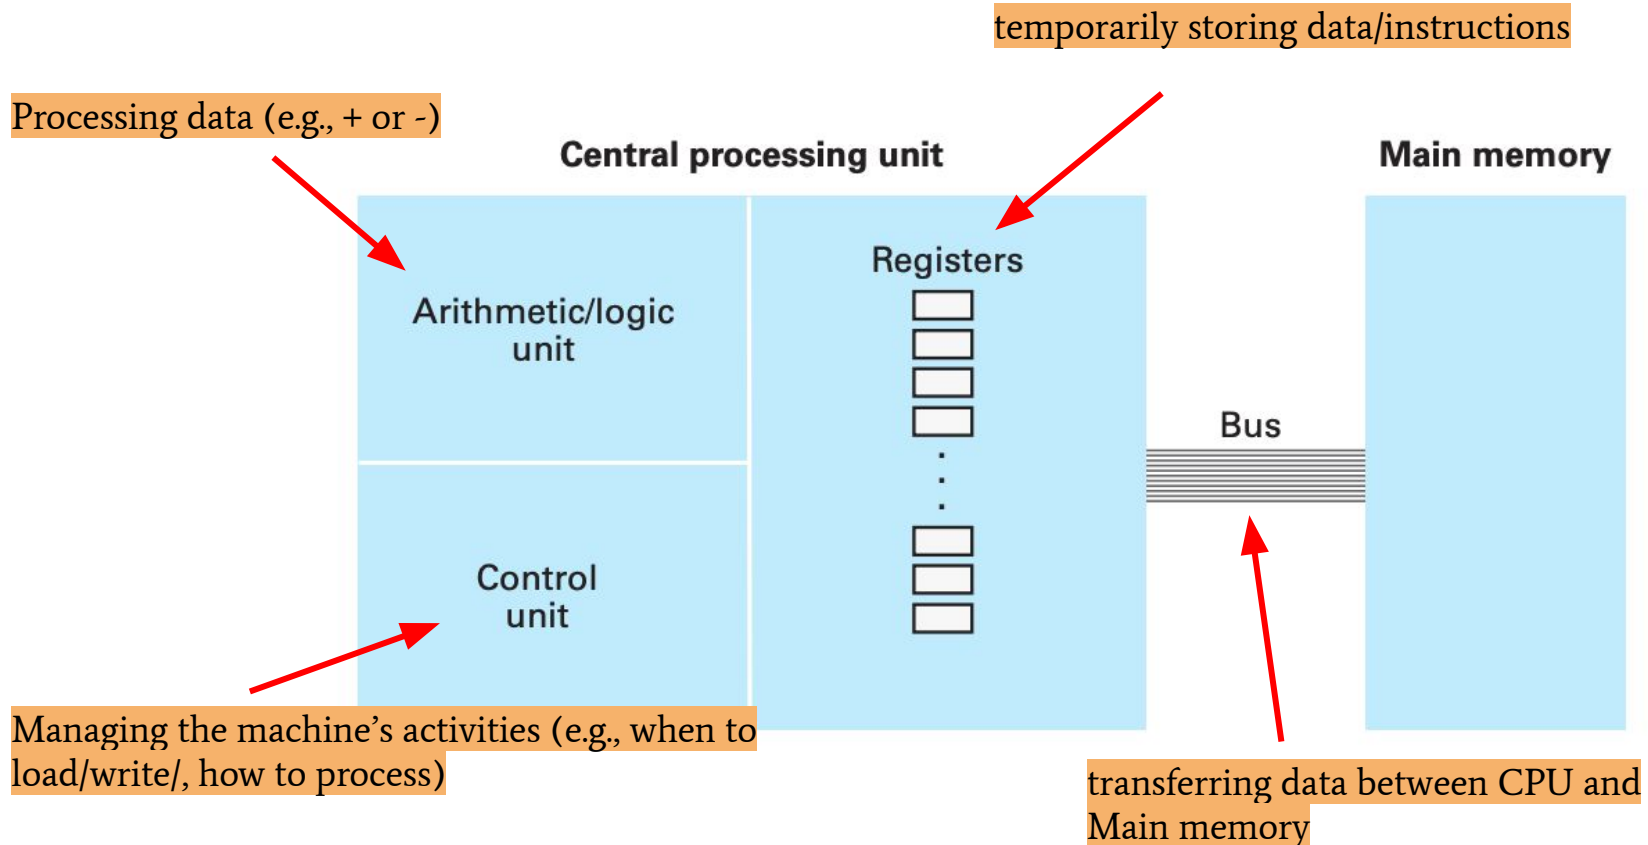 temporarily storing data/instructions
Processing data (e.g., + or -)
Central processing unit
Main memory
Registers
Arithmetic/logic
unit
Bus
Control
unit
Managing the machine’s activities (e.g., when to
load/write/, how to process)
transferring data between CPU and
Main memory